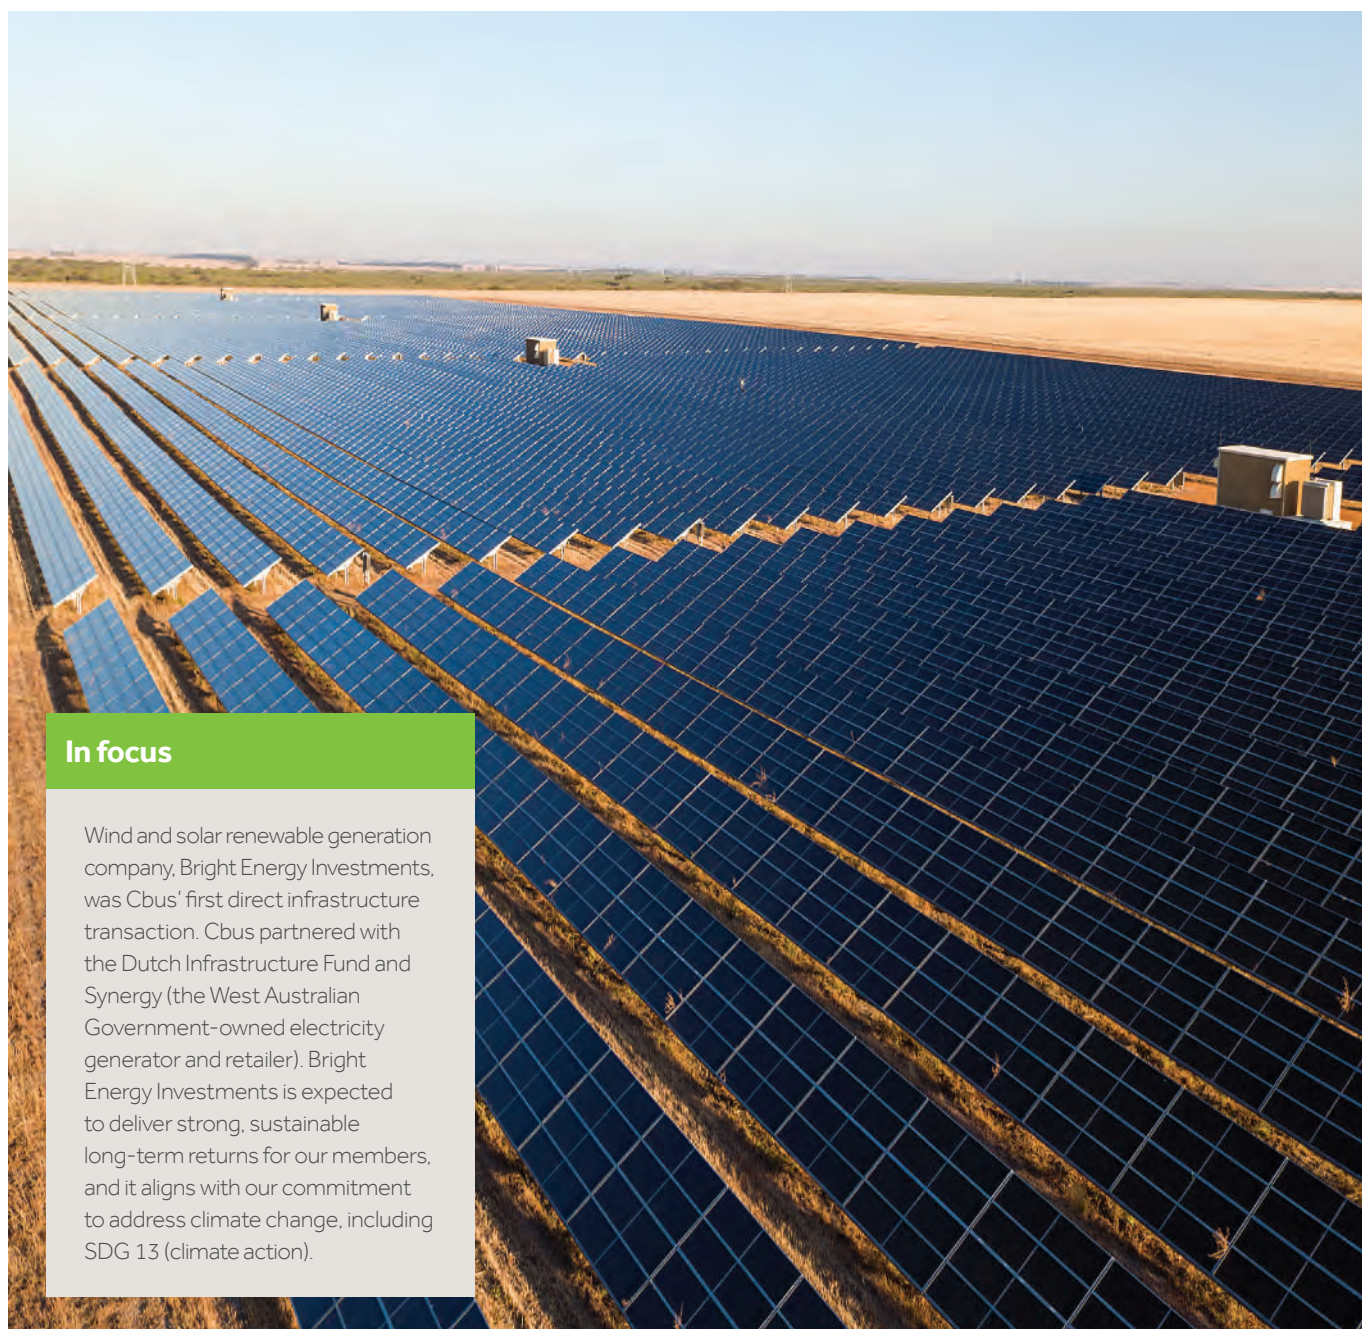 In focus
Wind and solar renewable generation
company, Bright Energy Investments,
was Cbus’ first direct infrastructure
transaction. Cbus partnered with
the Dutch Infrastructure Fund and
Synergy (the West Australian
Government-owned electricity
generator and retailer). Bright
Energy Investments is expected
to deliver strong, sustainable
long-term returns for our members,
and it aligns with our commitment
to address climate change, including
SDG 13 (climate action).